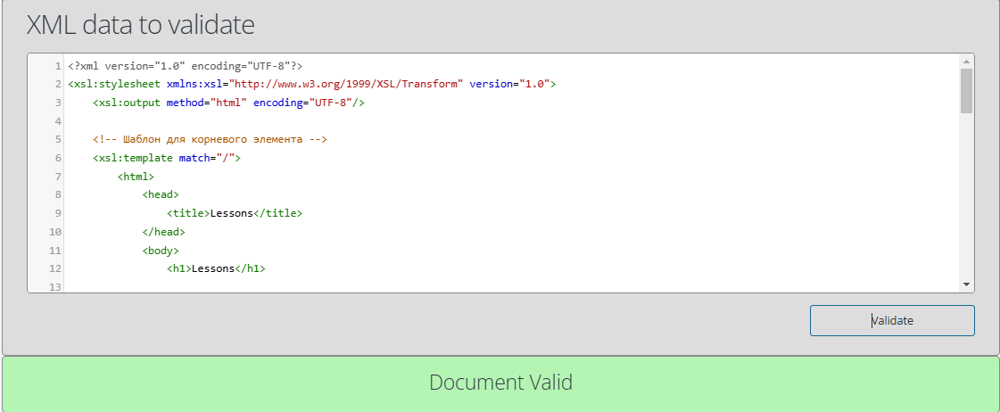 XML data to validate
1 <?xml version="1.0" encoding="UTF-8"?>
2 <xsl:stylesheet xmlns:xsl="http://www.w3.org/1999/XSL/Transform" version="1.0">
3     <xsl:output method="html" encoding="UTF-8"/>
4
5     <!-- Шаблон для корневого элемента -->
6     <xsl:template match="/">
7         <html>
8             <head>
9                 <title>Lessons</title>
10             </head>
11             <body>
12                 <h1>Lessons</h1>
13
Validate
Document Valid